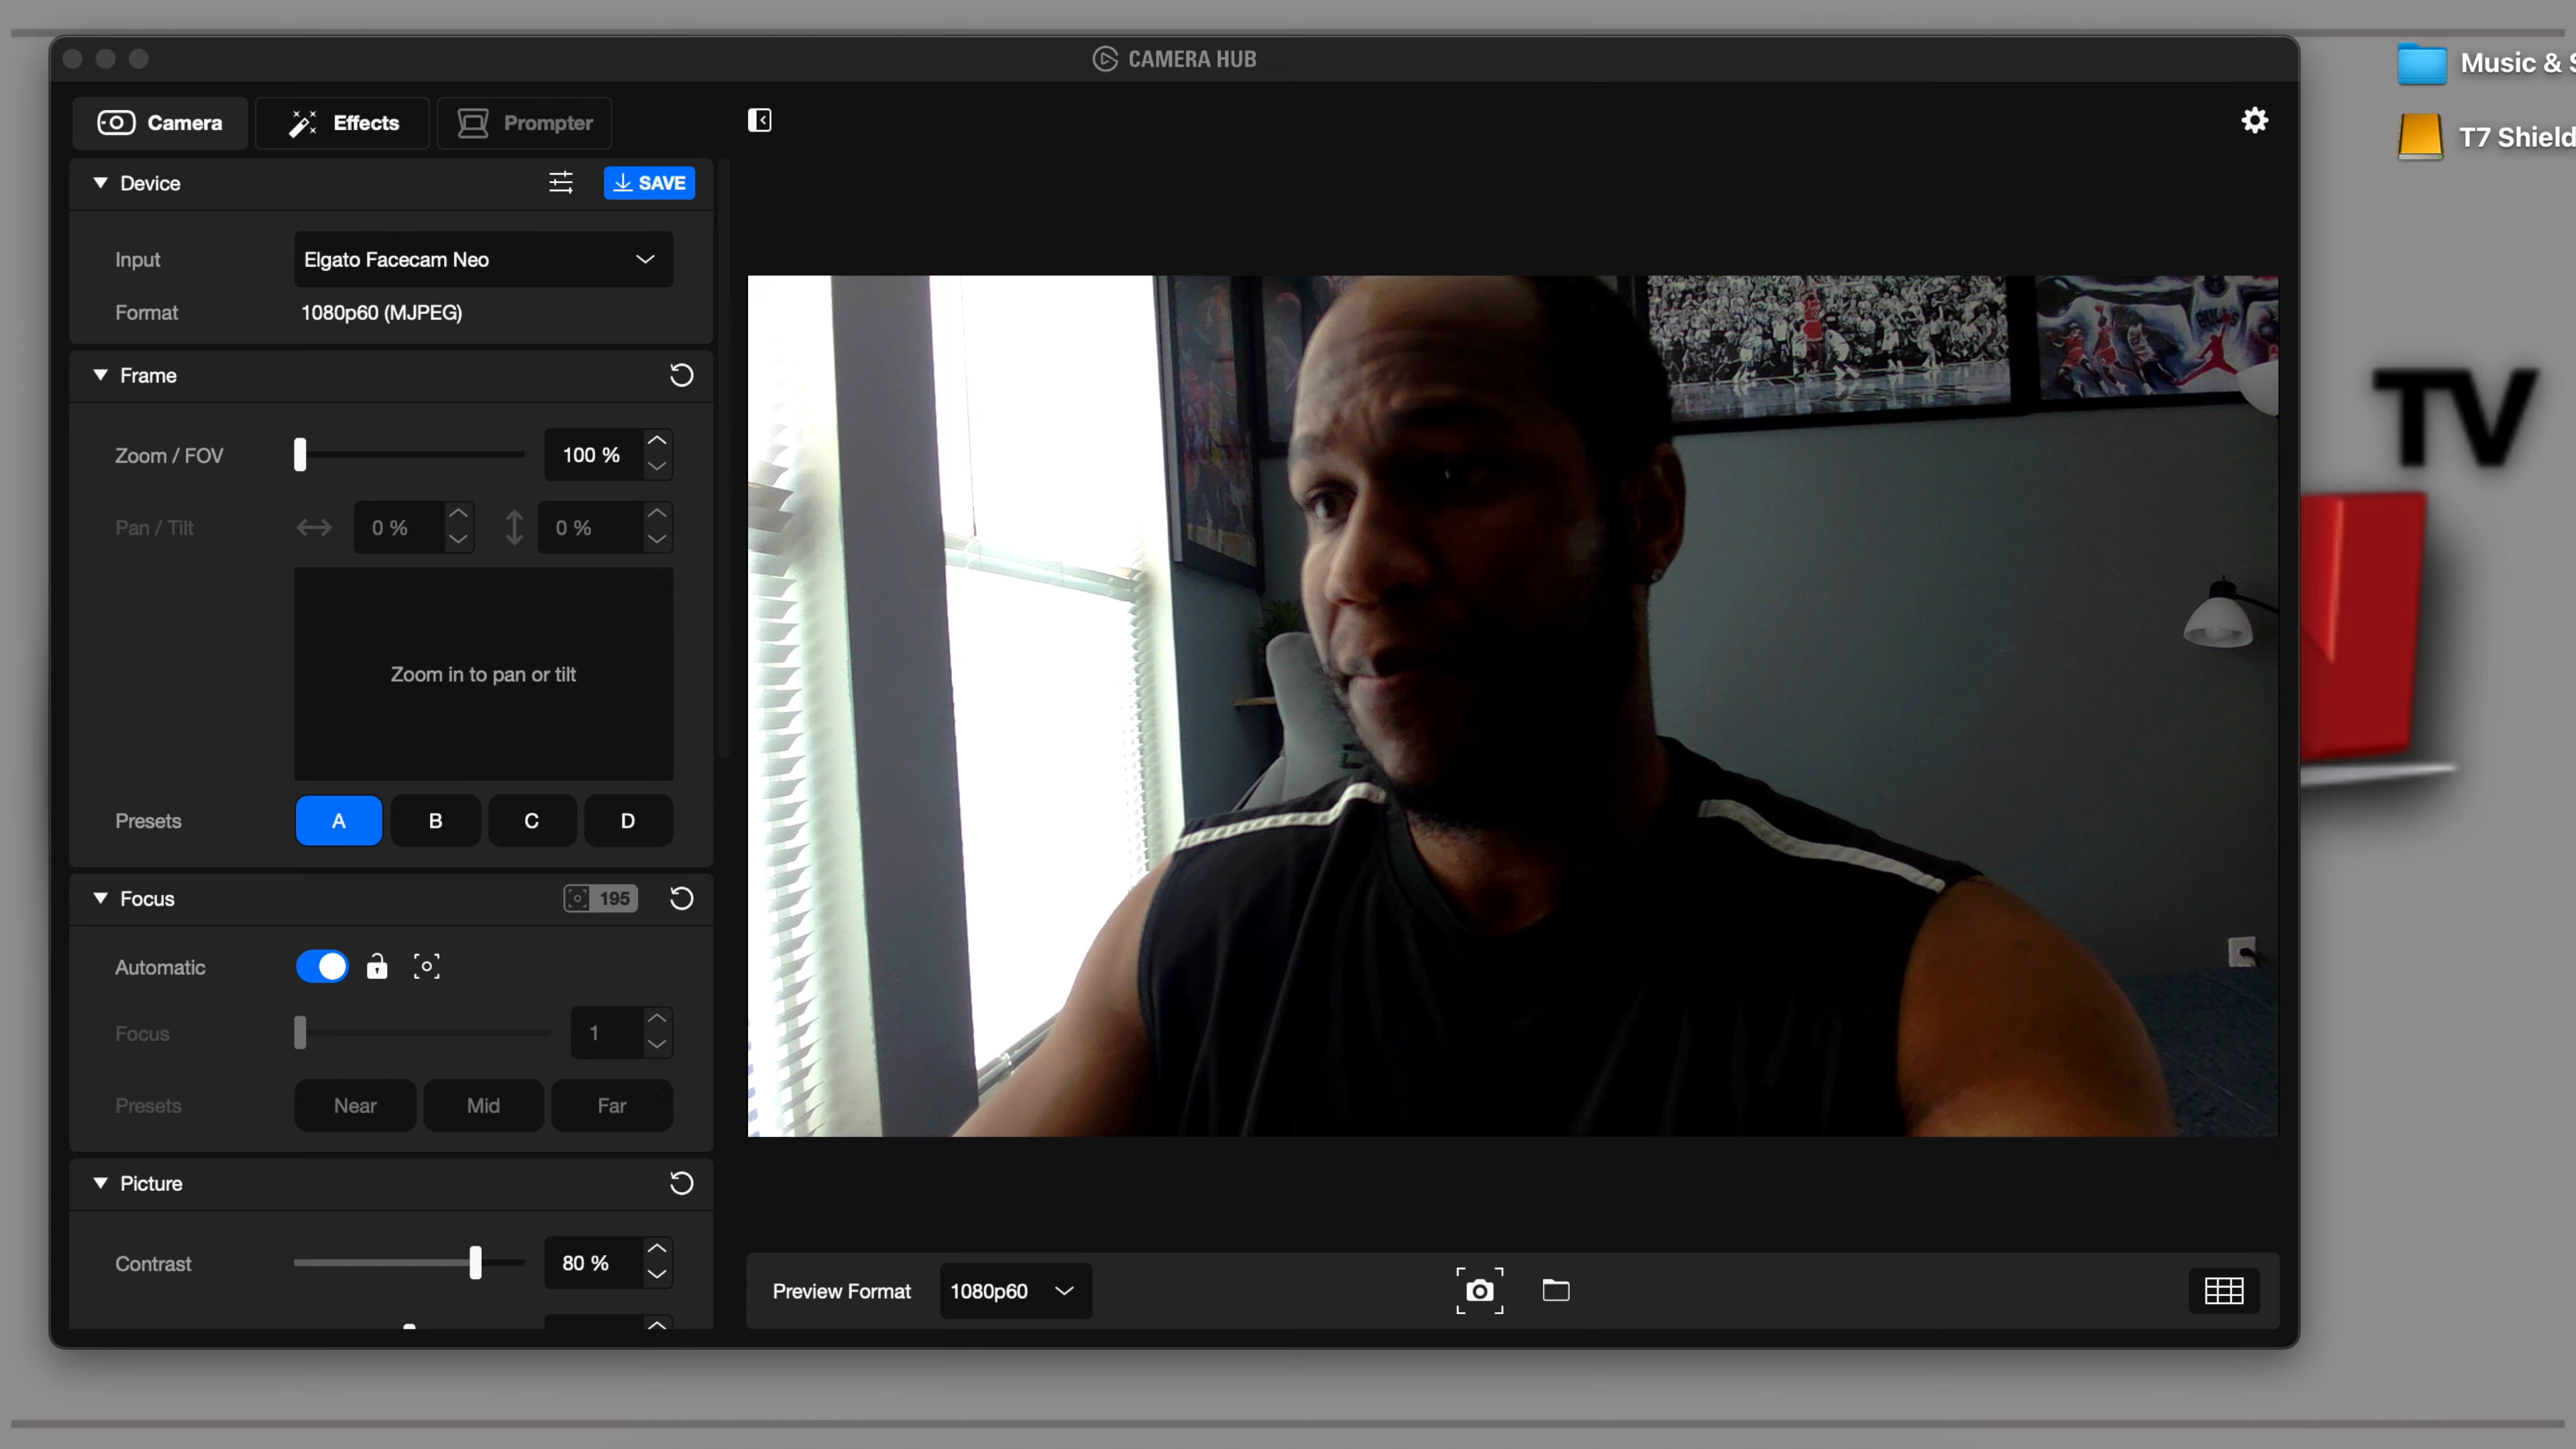 CAMERA HUB
Music & S
T7 Shield
Camera
Effects
Prompter
Device
SAVE
Input
Elgato Facecam Neo
Format
1080p60 (MJPEG)
Frame
Zoom / FOV
100 %
Pan / Tilt
0 %
0 %
Zoom in to pan or tilt
Presets
A
B
C
D
Focus
195
Automatic
Focus
1
Presets
Near
Mid
Far
Picture
Contrast
80 %
BULLS
TV
Preview Format
1080p60